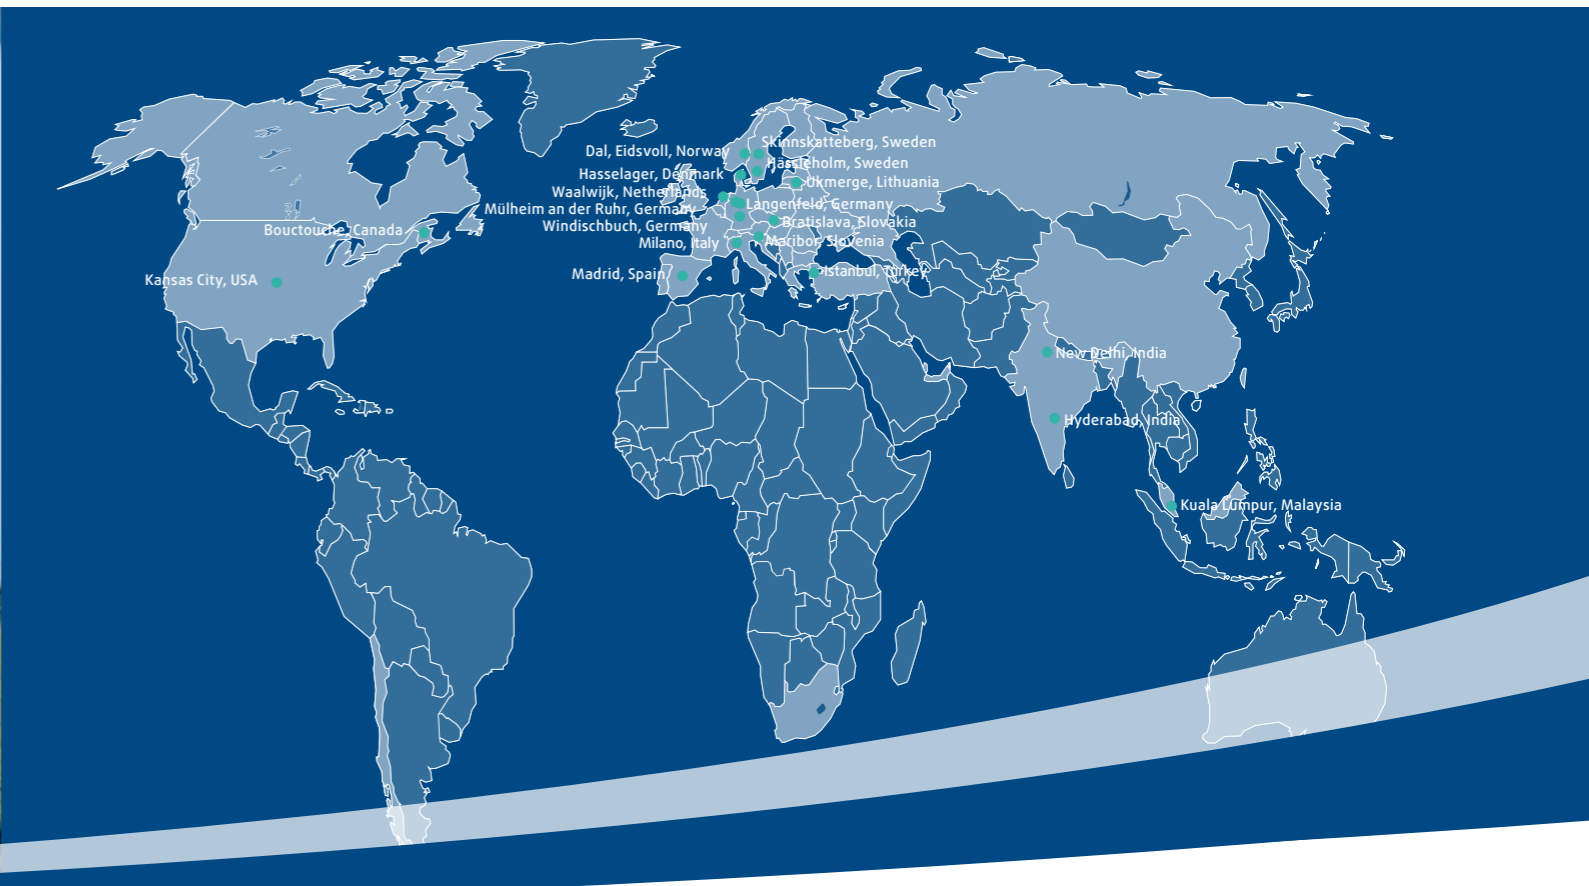 Skinnskatteberg, Sweden
Dal, Eidsvoll, Norway
Hässleholm, Sweden
Hasselager, Denmark
Ukmerge, Lithuania
Waalwijk, Netherlands
Langenfeld, Germany
Mülheim an der Ruhr, Germany
Bratislava, Slovakia
Windischbuch, Germany
Bouctouche, Canada
Maribor, Slovenia
Milano, Italy
Istanbul, Turkey
Madrid, Spain
Kansas City, USA
New Delhi, India
Hyderabad, India
Kuala Lumpur, Malaysia